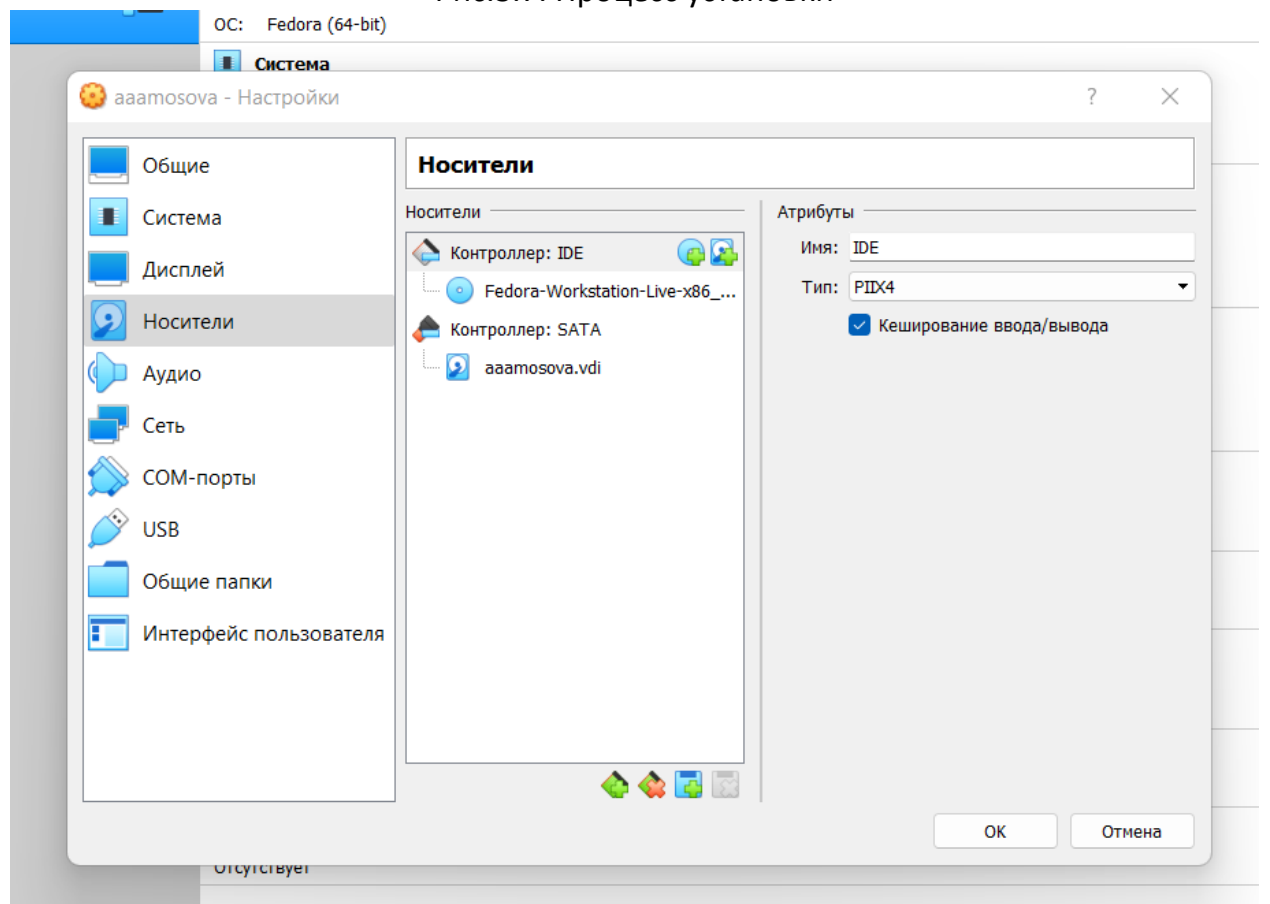 ОС: Fedora (64-bit)
Система
aaamosova - Настройки
Общие
Система
Дисплей
Носители
Аудио
Сеть
COM-порты
USB
Общие папки
Интерфейс пользователя
Носители
Носители
Контроллер: IDE
Fedora-Workstation-Live-x86_...
Контроллер: SATA
aaamosova.vdi
Атрибуты
Имя: IDE
Тип: PIIX4
Кеширование ввода/вывода
OK
Отмена
Отсутствует